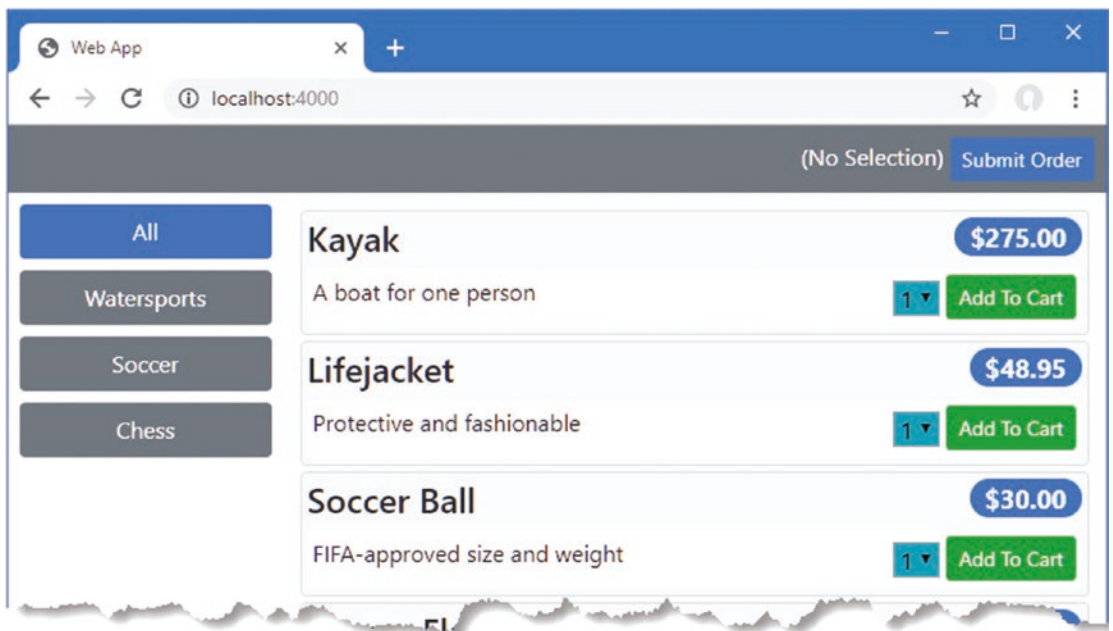 Web App
localhost:4000
(No Selection) Submit Order
All
Watersports
Soccer
Chess
Kayak
$275.00
A boat for one person
1 Add To Cart
Lifejacket
$48.95
Protective and fashionable
1 Add To Cart
Soccer Ball
$30.00
FIFA-approved size and weight
1 Add To Cart